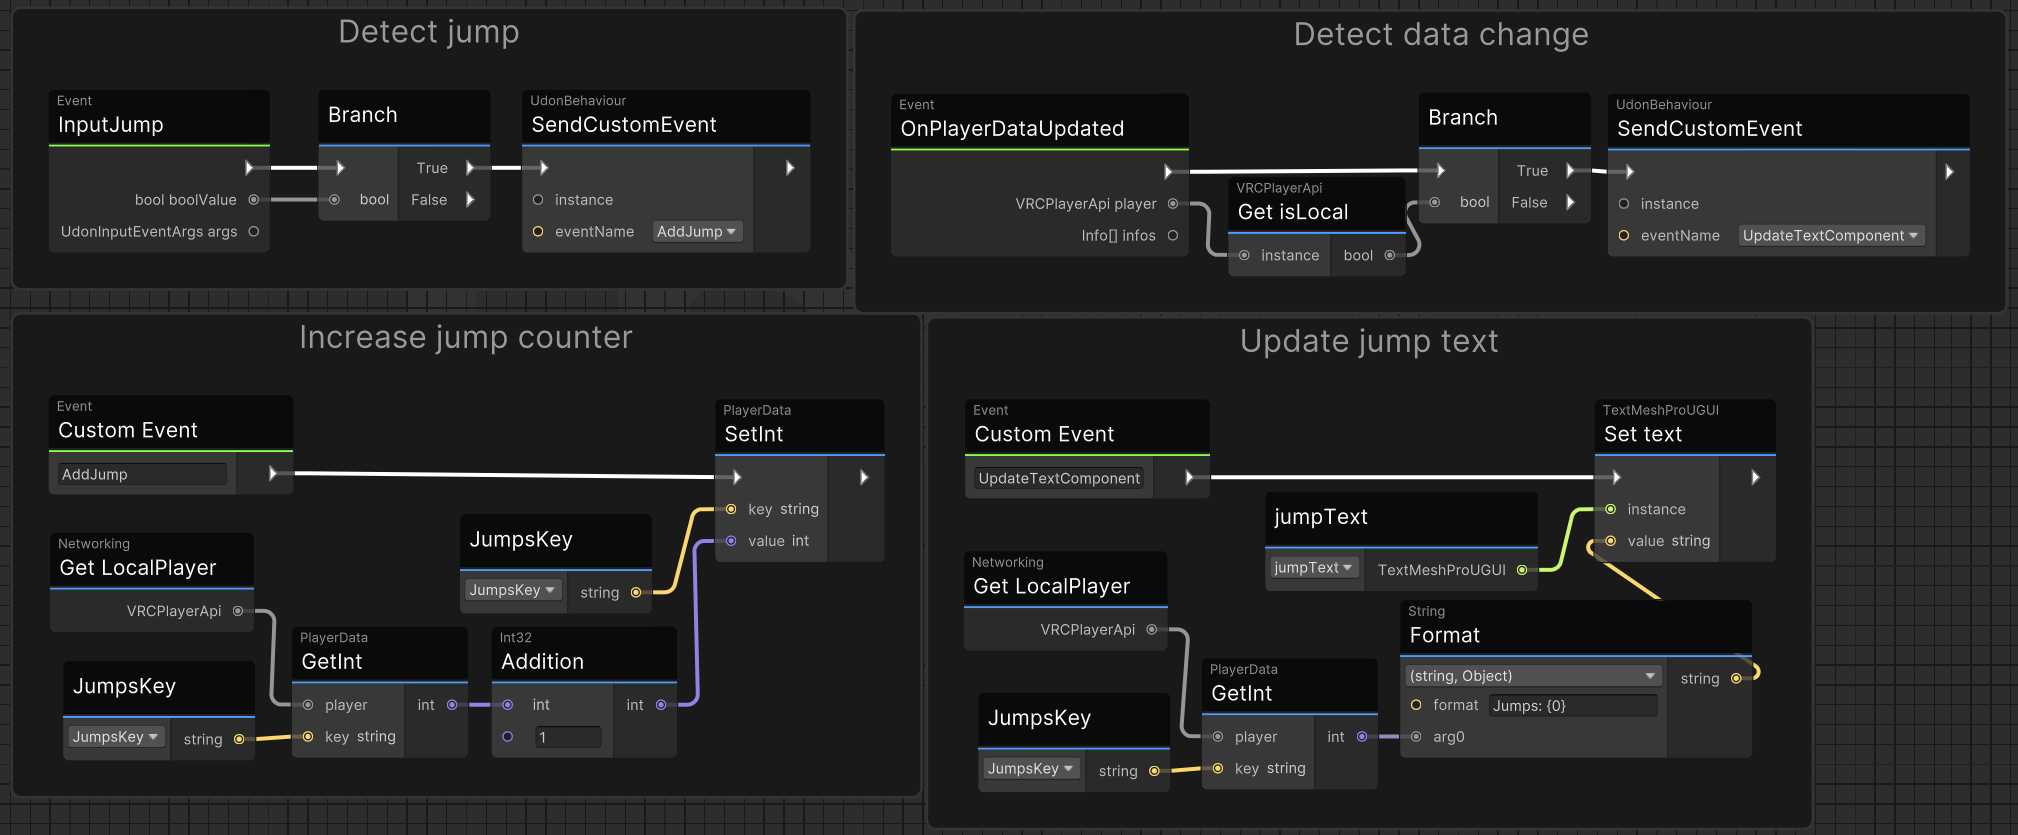 Detect jump
Event
InputJump
bool boolValue
UdonInputEventArgs args
Branch
bool
True
False
UdonBehaviour
SendCustomEvent
instance
eventName
AddJump
Detect data change
Event
OnPlayerDataUpdated
VRCPlayerApi player
Info[] infos
VRCPlayerApi
Get isLocal
instance
bool
Branch
bool
True
False
UdonBehaviour
SendCustomEvent
instance
eventName
UpdateTextComponent
Increase jump counter
Event
Custom Event
AddJump
Networking
Get LocalPlayer
VRCPlayerApi
JumpsKey
JumpsKey
string
PlayerData
GetInt
player
key string
int
Int32
Addition
int
1
int
JumpsKey
JumpsKey
string
PlayerData
SetInt
key string
value int
Update jump text
Event
Custom Event
UpdateTextComponent
Networking
Get LocalPlayer
VRCPlayerApi
JumpsKey
JumpsKey
string
PlayerData
GetInt
player
key string
int
jumpText
jumpText
TextMeshProUGUI
String
Format
(string, Object)
format
Jumps: {0}
arg0
string
TextMeshProUGUI
Set text
instance
value string